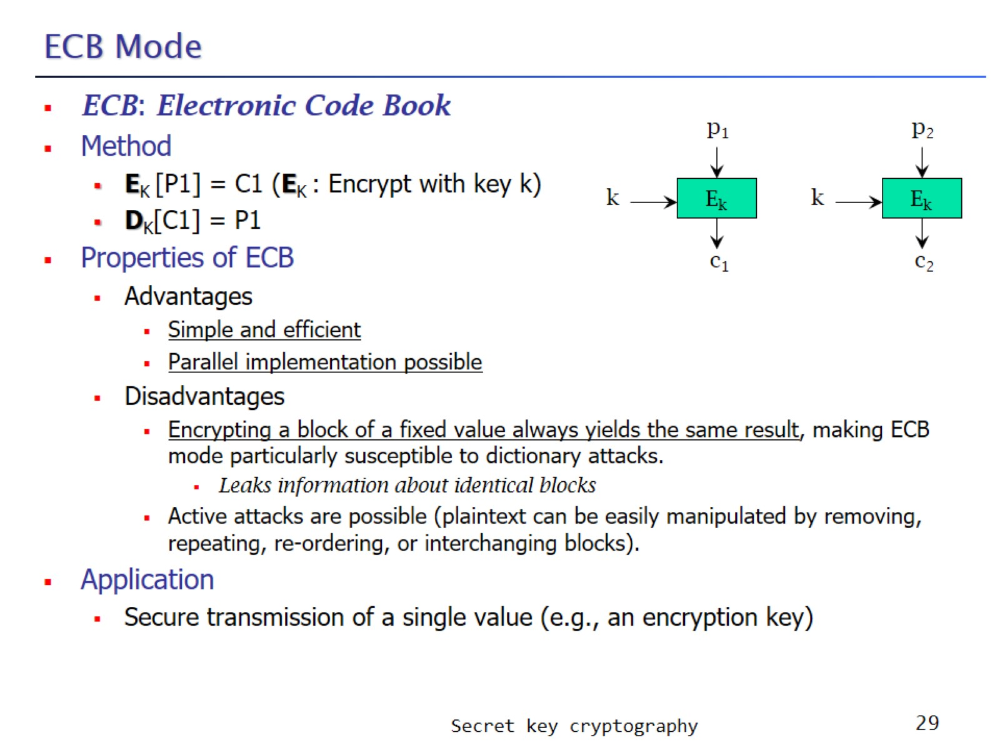 ECB Mode
ECB: Electronic Code Book
Method
E_K [P1] = C1 (E_K : Encrypt with key k)
D_K[C1] = P1
Properties of ECB
Advantages
Simple and efficient
Parallel implementation possible
Disadvantages
Encrypting a block of a fixed value always yields the same result, making ECB
mode particularly susceptible to dictionary attacks.
Leaks information about identical blocks
Active attacks are possible (plaintext can be easily manipulated by removing,
repeating, re-ordering, or interchanging blocks).
Application
Secure transmission of a single value (e.g., an encryption key)
p_1 p_2
k E_k k E_k
c_1 c_2
Secret key cryptography 29